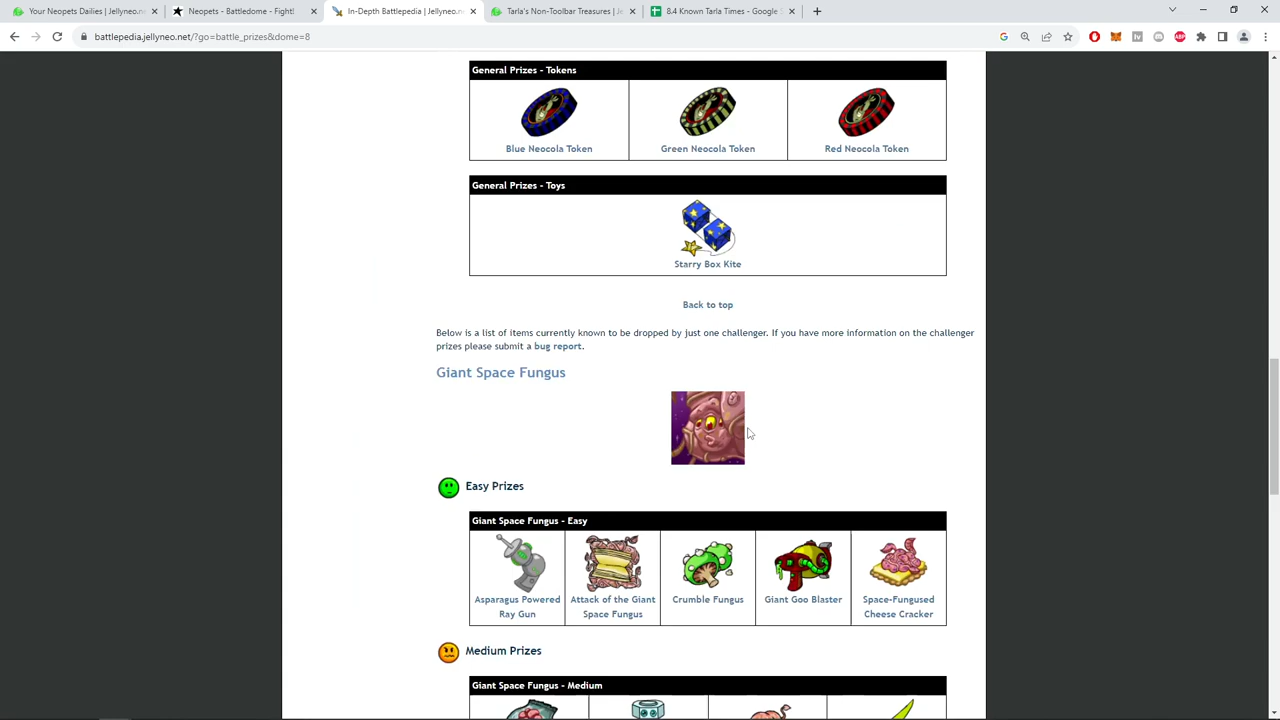 Your Neopets Dailies | Jellyneo.n
Neopets - Battledome - Fight!
In-Depth Battlepedia | Jellyneo.n
Tarla's Non-Toolbar Treasures | J
8.4 Known Tarla Times - Google S
battlepedia.jellyneo.net/?go=battle_prizes&dome=8
General Prizes - Tokens
Blue Neocola Token
Green Neocola Token
Red Neocola Token
General Prizes - Toys
Starry Box Kite
Back to top
Below is a list of items currently known to be dropped by just one challenger. If you have more information on the challenger
prizes please submit a bug report.
Giant Space Fungus
Easy Prizes
Giant Space Fungus - Easy
Asparagus Powered
Ray Gun
Attack of the Giant
Space Fungus
Crumble Fungus
Giant Goo Blaster
Space-Fungused
Cheese Cracker
Medium Prizes
Giant Space Fungus - Medium